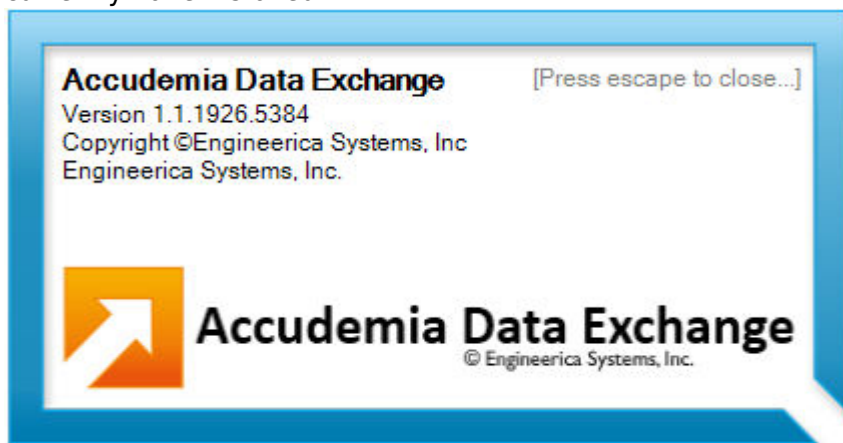 Accudemia Data Exchange
[Press escape to close...]
Version 1.1.1926.5384
Copyright ©Engineerica Systems, Inc
Engineerica Systems, Inc.
Accudemia Data Exchange
© Engineerica Systems, Inc.